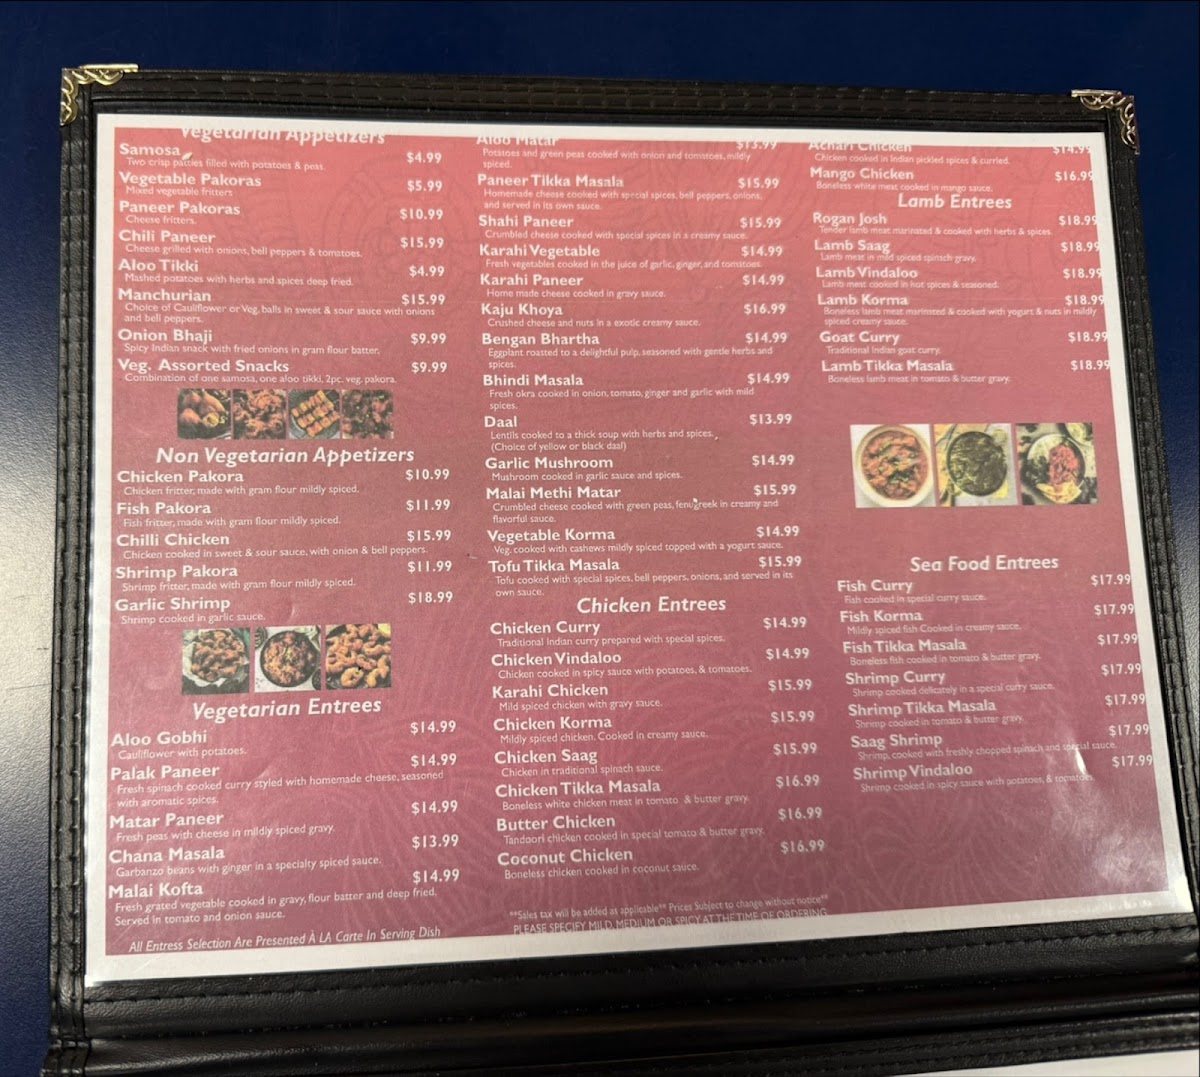 Vegetarian Appetizers
Samosa $4.99
Two crisp patties filled with potatoes & peas.
Vegetable Pakoras $5.99
Mixed vegetable fritters
Paneer Pakoras $10.99
Cheese fritters.
Chili Paneer $15.99
Cheese grilled with onions, bell peppers & tomatoes.
Aloo Tikki $4.99
Mashed potatoes with herbs and spices deep fried.
Manchurian $15.99
Choice of Cauliflower or Veg. balls in sweet & sour sauce with onions
and bell peppers.
Onion Bhaji $9.99
Spicy Indian snack with fried onions in gram flour batter.
Veg. Assorted Snacks $9.99
Combination of one samosa, one aloo tikki, 2pc. veg. pakora.
Non Vegetarian Appetizers
Chicken Pakora $10.99
Chicken fritter, made with gram flour mildly spiced.
Fish Pakora $11.99
Fish fritter, made with gram flour mildly spiced.
Chilli Chicken $15.99
Chicken cooked in sweet & sour sauce, with onion & bell peppers.
Shrimp Pakora $11.99
Shrimp fritter, made with gram flour mildly spiced.
Garlic Shrimp $18.99
Shrimp cooked in garlic sauce.
Vegetarian Entrees
Aloo Gobhi $14.99
Cauliflower with potatoes.
Palak Paneer $14.99
Fresh spinach cooked curry styled with homemade cheese, seasoned
with aromatic spices.
Matar Paneer $14.99
Fresh peas with cheese in mildly spiced gravy.
Chana Masala $13.99
Garbanzo beans with ginger in a specialty spiced sauce.
Malai Kofta $14.99
Fresh grated vegetable cooked in gravy, flour batter and deep fried.
Served in tomato and onion sauce.
All Entress Selection Are Presented À LA Carte In Serving Dish
Aloo Matar $13.99
Potatoes and green peas cooked with onion and tomatoes, mildly
spiced.
Paneer Tikka Masala $15.99
Homemade cheese cooked with special spices, bell peppers, onions,
and served in its own sauce.
Shahi Paneer $15.99
Crumbled cheese cooked with special spices in a creamy sauce.
Karahi Vegetable $14.99
Fresh vegetables cooked in the juice of garlic, ginger, and tomatoes.
Karahi Paneer $14.99
Home made cheese cooked in gravy sauce.
Kaju Khoya $16.99
Crushed cheese and nuts in a exotic creamy sauce.
Bengan Bhartha $14.99
Eggplant roasted to a delightful pulp, seasoned with gentle herbs and
spices.
Bhindi Masala $14.99
Fresh okra cooked in onion, tomato, ginger and garlic with mild
spices.
Daal $13.99
Lentils cooked to a thick soup with herbs and spices.
(Choice of yellow or black daal)
Garlic Mushroom $14.99
Mushroom cooked in garlic sauce and spices.
Malai Methi Matar $15.99
Crumbled cheese cooked with green peas, fenugreek in creamy and
flavorful sauce.
Vegetable Korma $14.99
Veg. cooked with cashews mildly spiced topped with a yogurt sauce.
Tofu Tikka Masala $15.99
Tofu cooked with special spices, bell peppers, onions, and served in its
own sauce.
Chicken Entrees
Chicken Curry $14.99
Traditional Indian curry prepared with special spices.
Chicken Vindaloo $14.99
Chicken cooked in spicy sauce with potatoes, & tomatoes.
Karahi Chicken $15.99
Mild spiced chicken with gravy sauce.
Chicken Korma $15.99
Mildly spiced chicken, Cooked in creamy sauce.
Chicken Saag $15.99
Chicken in traditional spinach sauce.
Chicken Tikka Masala $16.99
Boneless white chicken meat in tomato & butter gravy.
Butter Chicken $16.99
Tandoori chicken cooked in special tomato & butter gravy.
Coconut Chicken $16.99
Boneless chicken cooked in coconut sauce.
**Sales tax will be added as applicable** Prices Subject to change without notice**
PLEASE SPECIFY MILD, MEDIUM OR SPICY AT THE TIME OF ORDERING
Achari Chicken $14.99
Chicken cooked in Indian pickled spices & curried.
Mango Chicken $16.99
Boneless white meat cooked in mango sauce.
Lamb Entrees
Rogan Josh $18.99
Tender lamb meat marinated & cooked with herbs & spices.
Lamb Saag $18.99
Lamb meat in mild spiced spinach gravy.
Lamb Vindaloo $18.99
Lamb meat cooked in hot spices & seasoned.
Lamb Korma $18.99
Boneless lamb meat marinated & cooked with yogurt & nuts in mildly
spiced creamy sauce.
Goat Curry $18.99
Traditional Indian goat curry.
Lamb Tikka Masala $18.99
Boneless lamb meat in tomato & butter gravy.
Sea Food Entrees
Fish Curry $17.99
Fish cooked in special curry sauce.
Fish Korma $17.99
Mildly spiced fish Cooked in creamy sauce.
Fish Tikka Masala $17.99
Boneless fish cooked in tomato & butter gravy.
Shrimp Curry $17.99
Shrimp cooked delicately in a special curry sauce.
Shrimp Tikka Masala $17.99
Shrimp cooked in tomato & butter gravy.
Saag Shrimp $17.99
Shrimp, cooked with freshly chopped spinach and special sauce.
Shrimp Vindaloo $17.99
Shrimp cooked in spicy sauce with potatoes, & tomatoes.